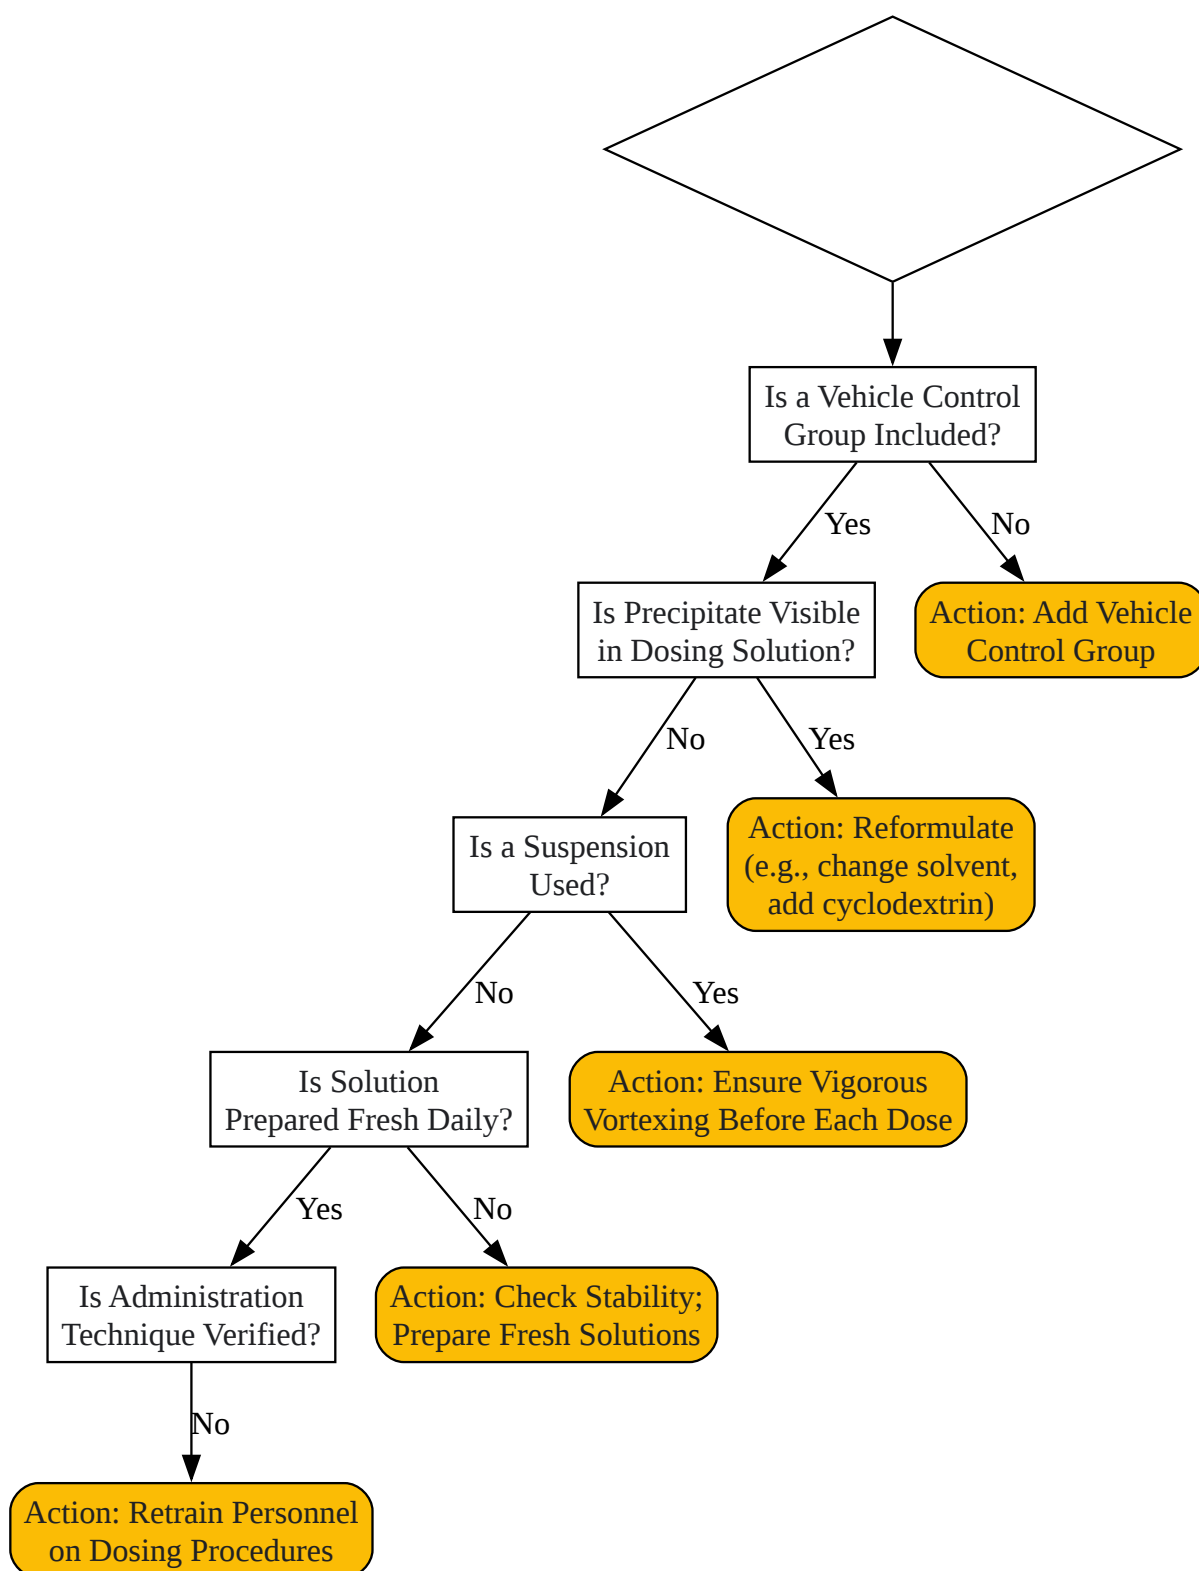 Is a Vehicle Control
Group Included?
Yes
No
Is Precipitate Visible
in Dosing Solution?
Action: Add Vehicle
Control Group
No
Yes
Is a Suspension
Used?
Action: Reformulate
(e.g., change solvent,
add cyclodextrin)
No
Yes
Is Solution
Prepared Fresh Daily?
Action: Ensure Vigorous
Vortexing Before Each Dose
Yes
No
Is Administration
Technique Verified?
Action: Check Stability;
Prepare Fresh Solutions
No
Action: Retrain Personnel
on Dosing Procedures